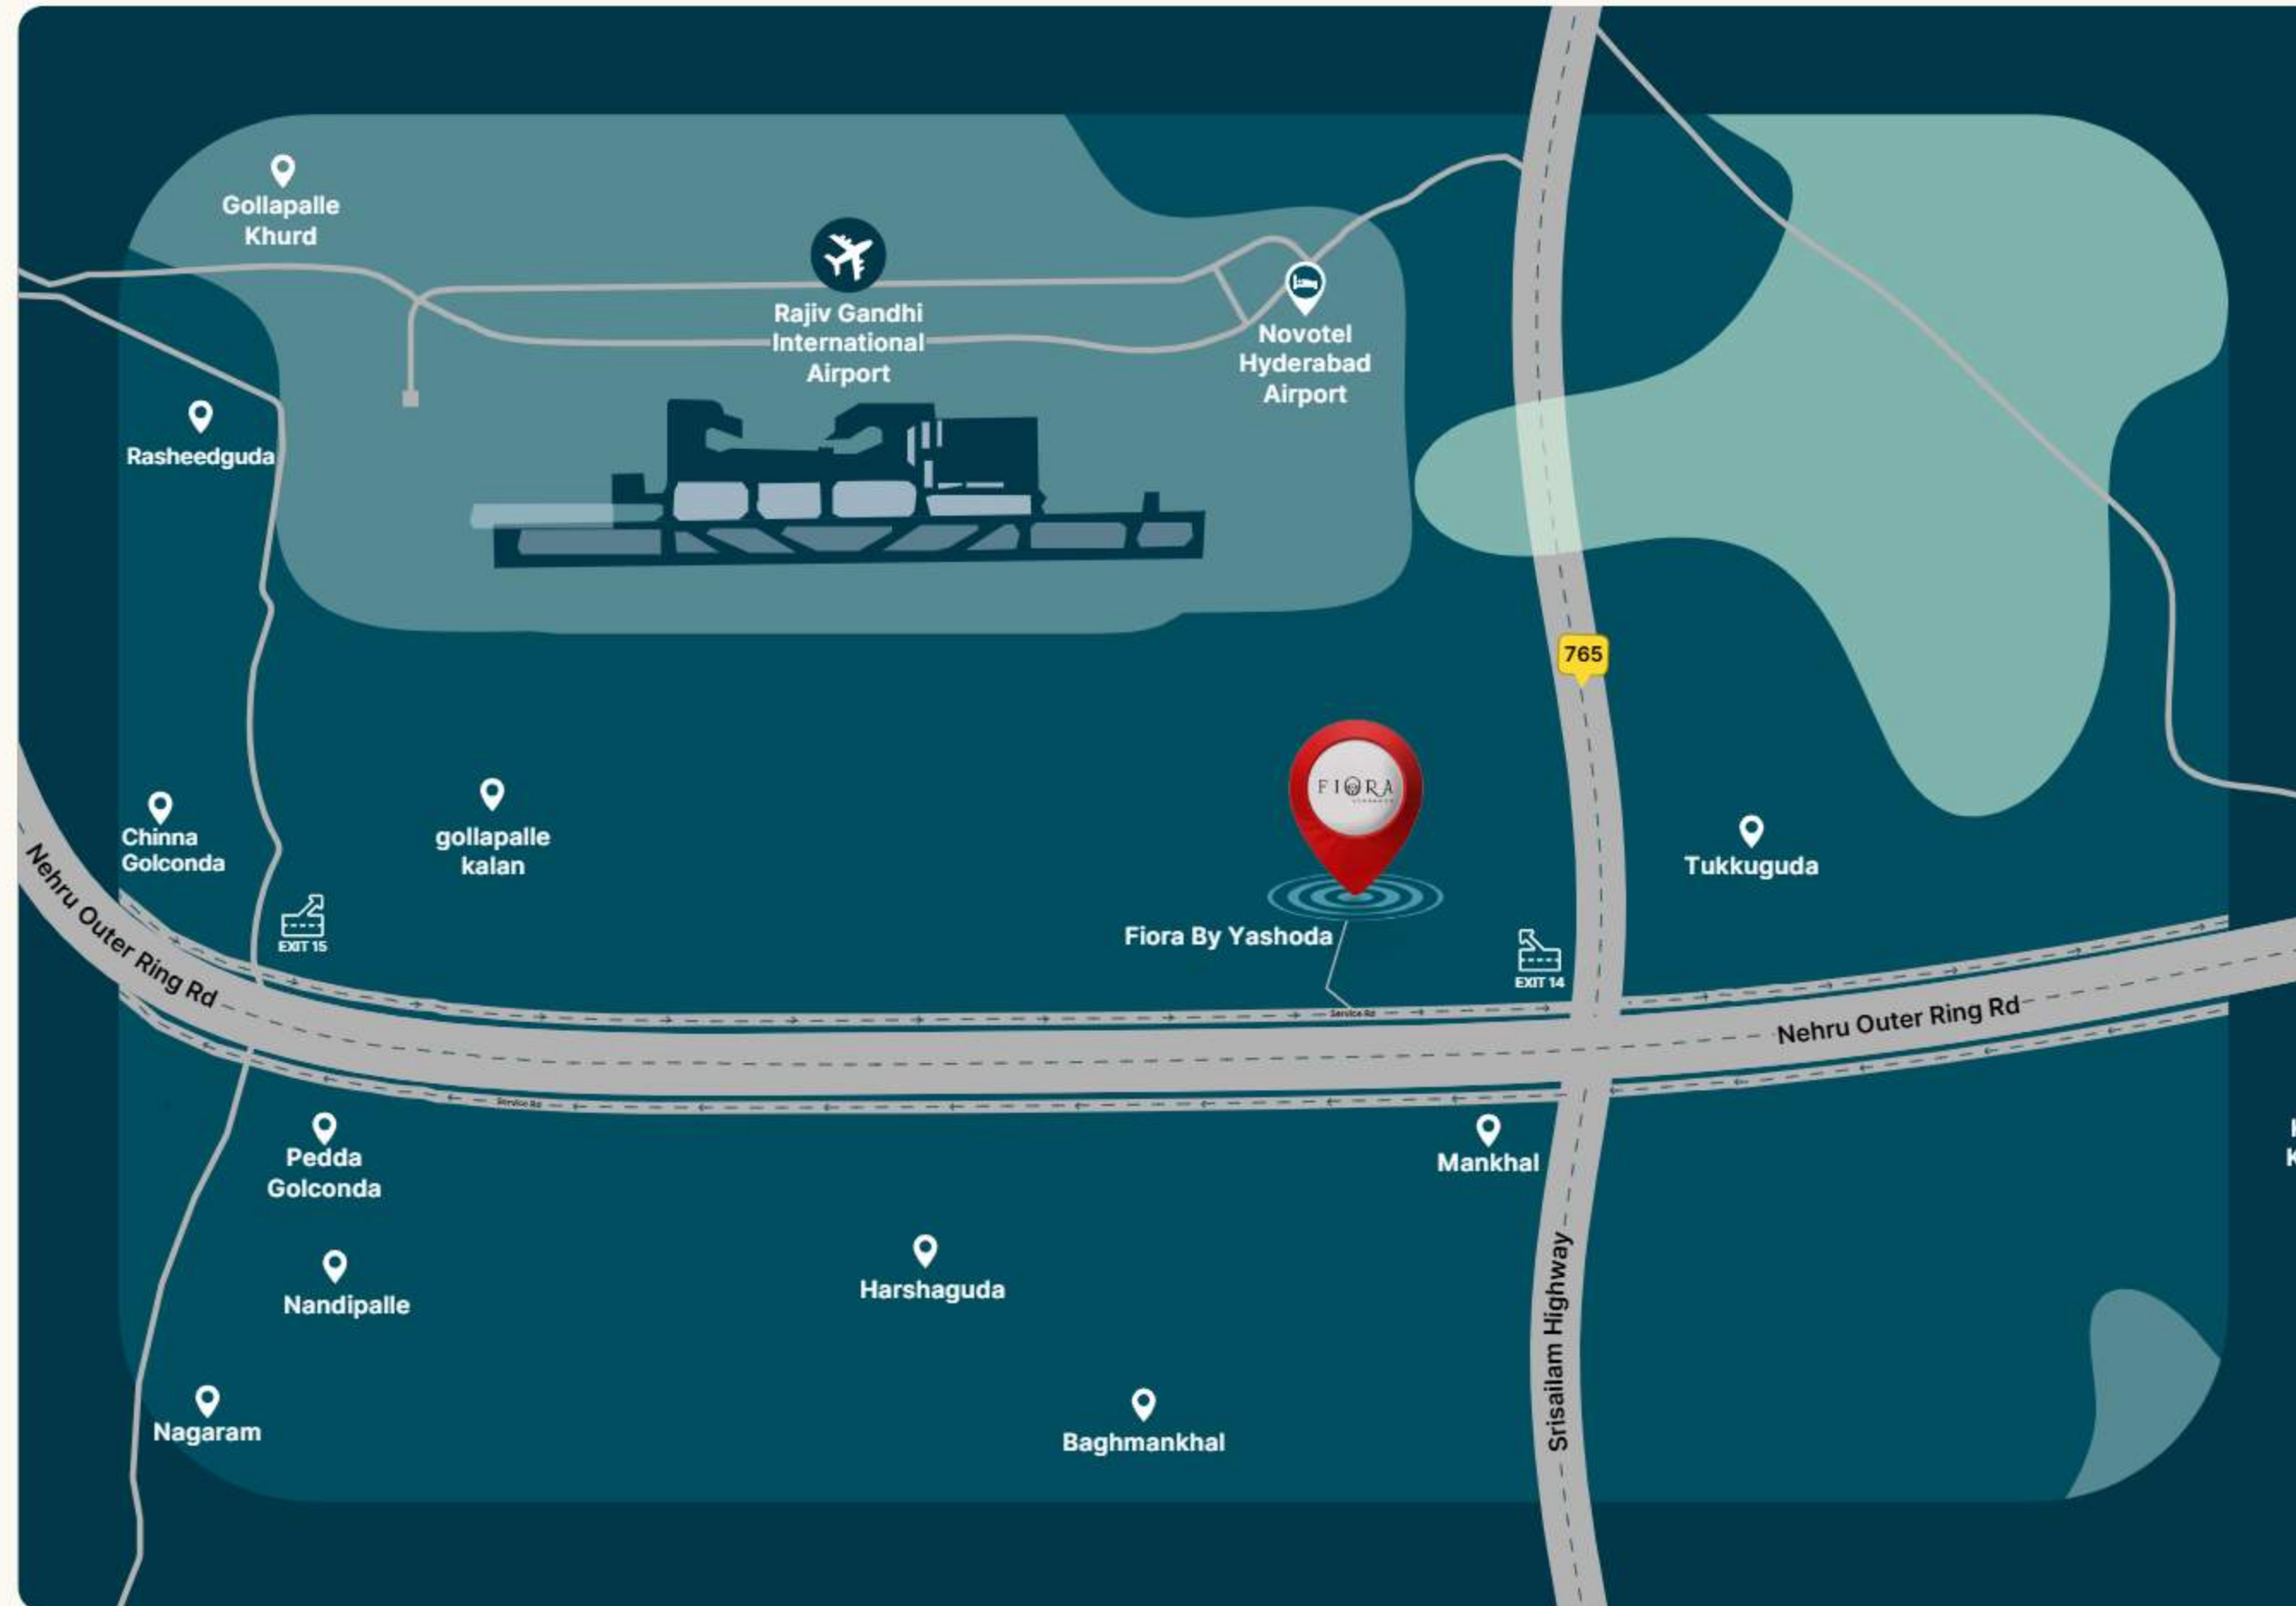 Gollapalle
Khurd
Rajiv Gandhi
International
Airport
Novotel
Hyderabad
Airport
Rasheedguda
765
FIORA
Chinna
Golconda
gollapalle
kalan
Tukkuguda
EXIT 15
Fiora By Yashoda
EXIT 14
Nehru Outer Ring Rd
Service Rd
Nehru Outer Ring Rd
Service Rd
Pedda
Golconda
Mankhal
Nandipalle
Harshaguda
Srisailam Highway
Nagaram
Baghmankhal